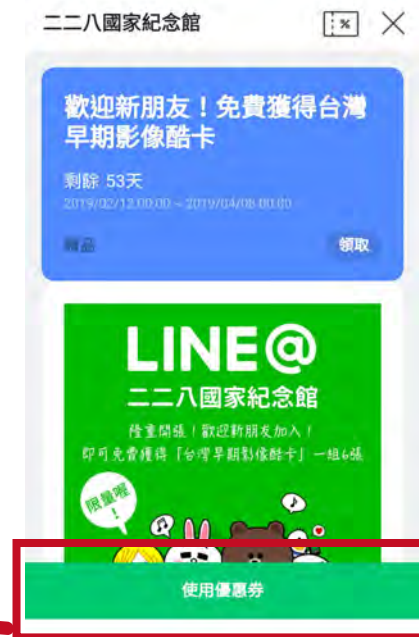 二二八國家紀念館
歡迎新朋友！免費獲得台灣
早期影像酷卡
剩餘 53天
2019/02/12 00:00 ~ 2019/04/08 00:00
贈品
領取
LINE@
二二八國家紀念館
隆重開張！歡迎新朋友加入！
即可免費獲得「台灣早期影像酷卡」一組6張
限量喔
！
使用優惠券